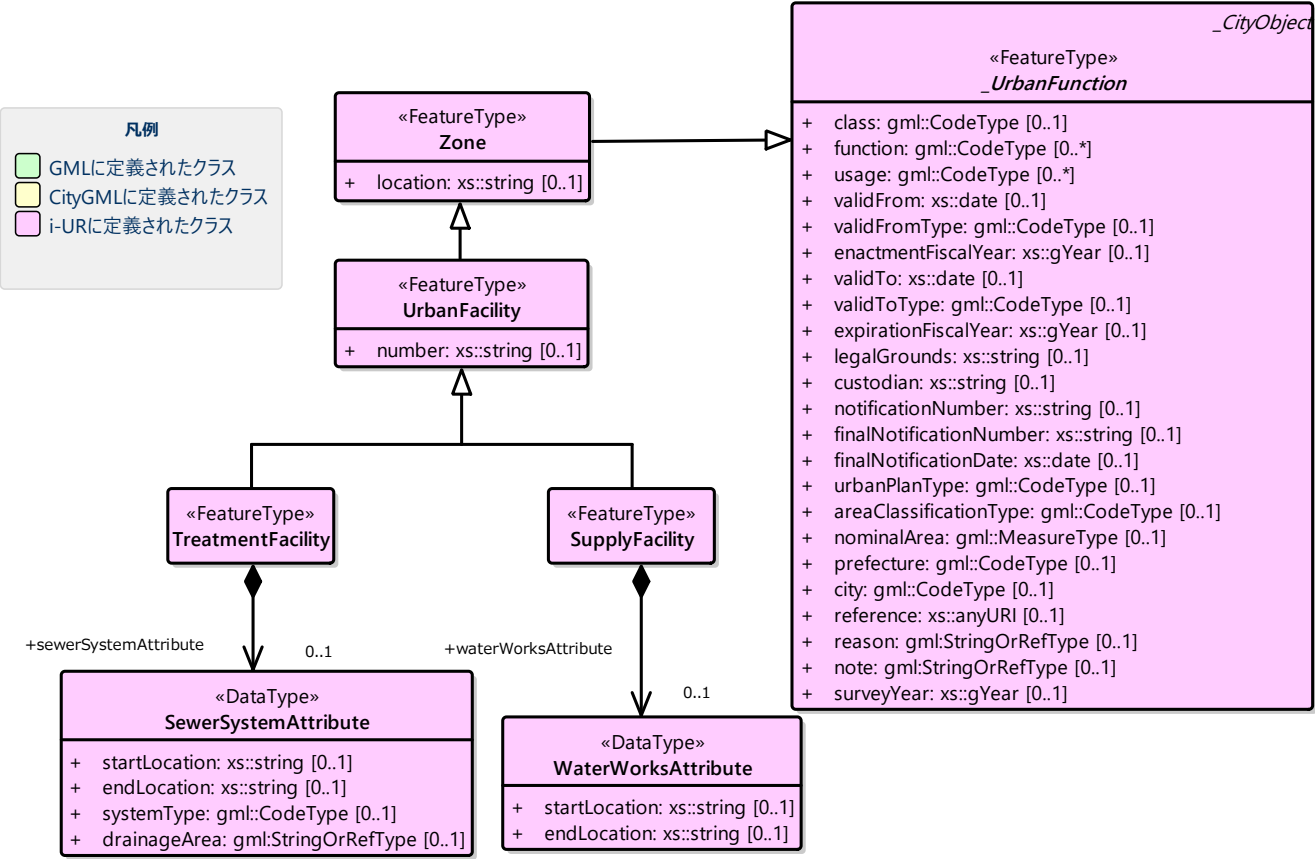 凡例
GMLに定義されたクラス
CityGMLに定義されたクラス
i-URに定義されたクラス
«FeatureType»
Zone
+ location: xs::string [0..1]
«FeatureType»
UrbanFacility
+ number: xs::string [0..1]
«FeatureType»
TreatmentFacility
«FeatureType»
SupplyFacility
+sewerSystemAttribute
0..1
+waterWorksAttribute
0..1
«DataType»
SewerSystemAttribute
+ startLocation: xs::string [0..1]
+ endLocation: xs::string [0..1]
+ systemType: gml::CodeType [0..1]
+ drainageArea: gml:StringOrRefType [0..1]
«DataType»
WaterWorksAttribute
+ startLocation: xs::string [0..1]
+ endLocation: xs::string [0..1]
_CityObject
«FeatureType»
_UrbanFunction
+ class: gml::CodeType [0..1]
+ function: gml::CodeType [0..*]
+ usage: gml::CodeType [0..*]
+ validFrom: xs::date [0..1]
+ validFromType: gml::CodeType [0..1]
+ enactmentFiscalYear: xs::gYear [0..1]
+ validTo: xs::date [0..1]
+ validToType: gml::CodeType [0..1]
+ expirationFiscalYear: xs::gYear [0..1]
+ legalGrounds: xs::string [0..1]
+ custodian: xs::string [0..1]
+ notificationNumber: xs::string [0..1]
+ finalNotificationNumber: xs::string [0..1]
+ finalNotificationDate: xs::date [0..1]
+ urbanPlanType: gml::CodeType [0..1]
+ areaClassificationType: gml::CodeType [0..1]
+ nominalArea: gml::MeasureType [0..1]
+ prefecture: gml::CodeType [0..1]
+ city: gml::CodeType [0..1]
+ reference: xs::anyURI [0..1]
+ reason: gml:StringOrRefType [0..1]
+ note: gml:StringOrRefType [0..1]
+ surveyYear: xs::gYear [0..1]